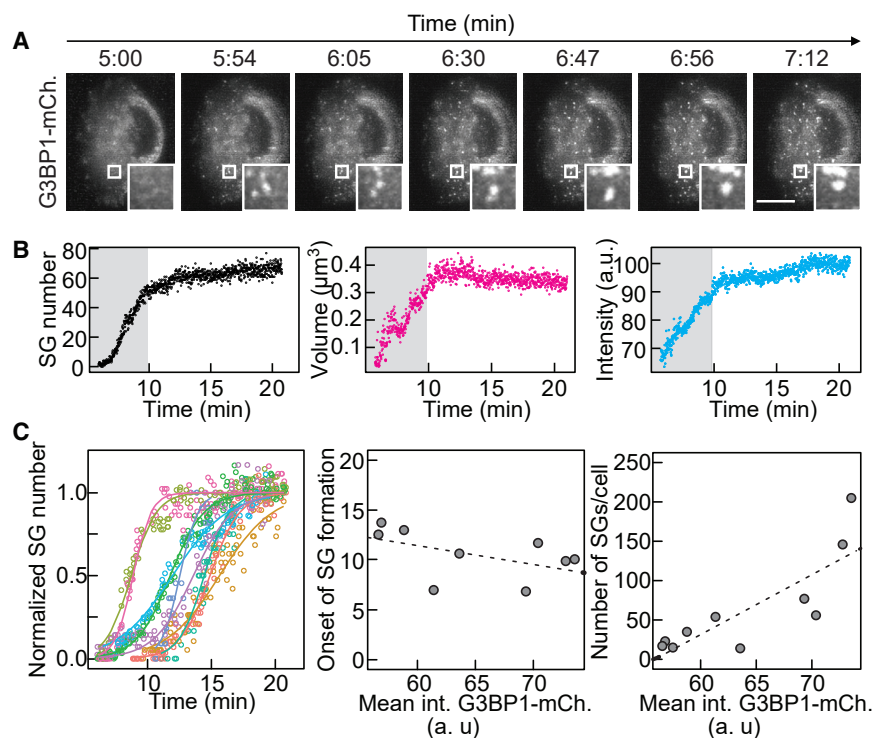 Time (min)
A
5:00 5:54 6:05 6:30 6:47 6:56 7:12
G3BP1-mCh.
B
SG number
80
60
40
20
0
10 15 20
Time (min)
Volume (μm³)
0.4
0.3
0.2
0.1
10 15 20
Time (min)
Intensity (a.u.)
100
90
80
70
10 15 20
Time (min)
C
Normalized SG number
1.0
0.5
0.0
10 15 20
Time (min)
Onset of SG formation
20
15
10
5
0
60 65 70
Mean int. G3BP1-mCh.
(a. u)
Number of SGs/cell
250
200
150
100
50
0
60 65 70
Mean int. G3BP1-mCh.
(a. u)